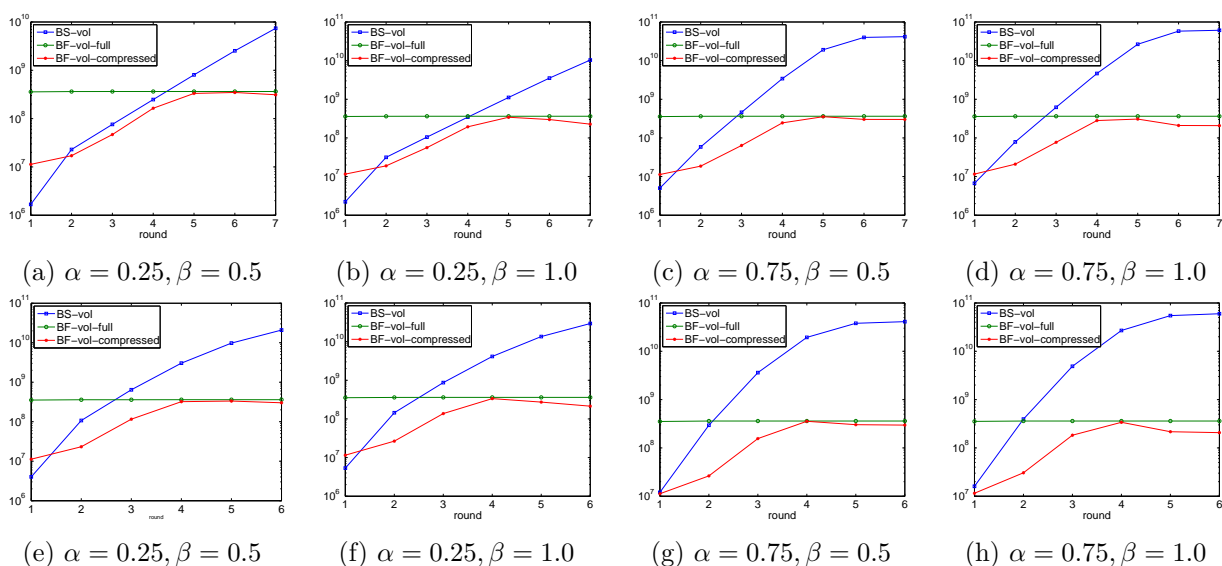 10^10
10^9
10^8
10^7
10^6
BS−vol
BF−vol−full
BF−vol−compressed
1 2 3 4 5 6 7
round
(a) α = 0.25, β = 0.5
10^11
10^10
10^9
10^8
10^7
10^6
BS−vol
BF−vol−full
BF−vol−compressed
1 2 3 4 5 6 7
round
(b) α = 0.25, β = 1.0
10^11
10^10
10^9
10^8
10^7
10^6
BS−vol
BF−vol−full
BF−vol−compressed
1 2 3 4 5 6 7
round
(c) α = 0.75, β = 0.5
10^11
10^10
10^9
10^8
10^7
10^6
BS−vol
BF−vol−full
BF−vol−compressed
1 2 3 4 5 6 7
round
(d) α = 0.75, β = 1.0
10^11
10^10
10^9
10^8
10^7
10^6
BS−vol
BF−vol−full
BF−vol−compressed
1 2 3 4 5 6
round
(e) α = 0.25, β = 0.5
10^11
10^10
10^9
10^8
10^7
10^6
BS−vol
BF−vol−full
BF−vol−compressed
1 2 3 4 5 6
round
(f) α = 0.25, β = 1.0
10^11
10^10
10^9
10^8
10^7
BS−vol
BF−vol−full
BF−vol−compressed
1 2 3 4 5 6
round
(g) α = 0.75, β = 0.5
10^11
10^10
10^9
10^8
10^7
BS−vol
BF−vol−full
BF−vol−compressed
1 2 3 4 5 6
round
(h) α = 0.75, β = 1.0